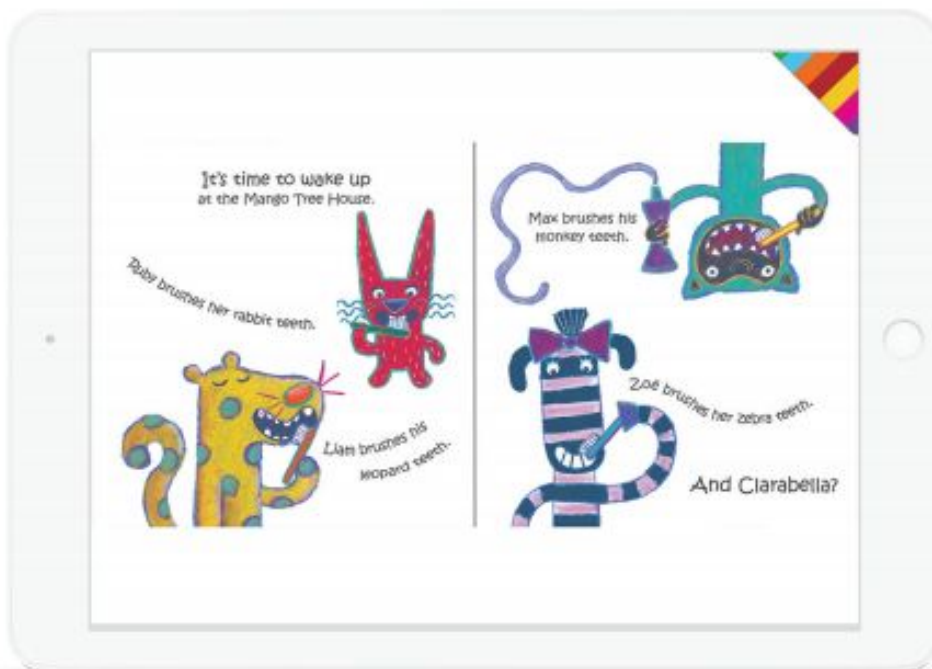 It's time to wake up
at the Mango Tree House.
Ruby brushes her rabbit teeth.
Liam brushes his
leopard teeth.
Max brushes his
monkey teeth.
Zoé brushes her zebra teeth.
And Clarabella?